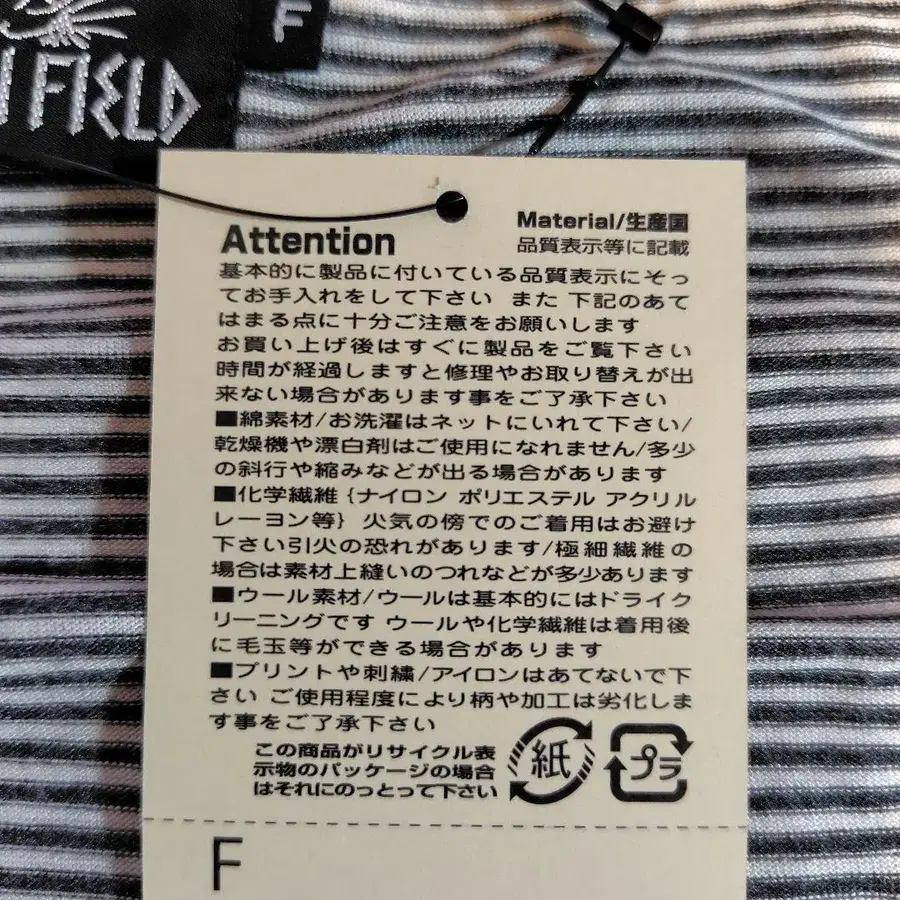 F
FIELD
Material/生産国
Attention
品質表示等に記載
基本的に製品に付いている品質表示にそっ
てお手入れをして下さい また 下記のあて
はまる点に十分ご注意をお願いします
お買い上げ後はすぐに製品をご覧下さい
時間が経過しますと修理やお取り替えが出
来ない場合があります事をご了承下さい
■綿素材/お洗濯はネットにいれて下さい/
乾燥機や漂白剤はご使用になれません/多少
の斜行や縮みなどが出る場合があります
■化学繊維{ナイロン ポリエステル アクリル
レーヨン等} 火気の傍でのご着用はお避け
下さい引火の恐れがあります/極細繊維の
場合は素材上縫いのつれなどが多少あります
■ウール素材/ウールは基本的にはドライク
リーニングです ウールや化学繊維は着用後
に毛玉等ができる場合があります
■プリントや刺繍/アイロンはあてないで下
さい ご使用程度により柄や加工は劣化しま
す事をご了承下さい
この商品がリサイクル表
示物のパッケージの場合
はそれにのっとって下さい
紙
プラ
F